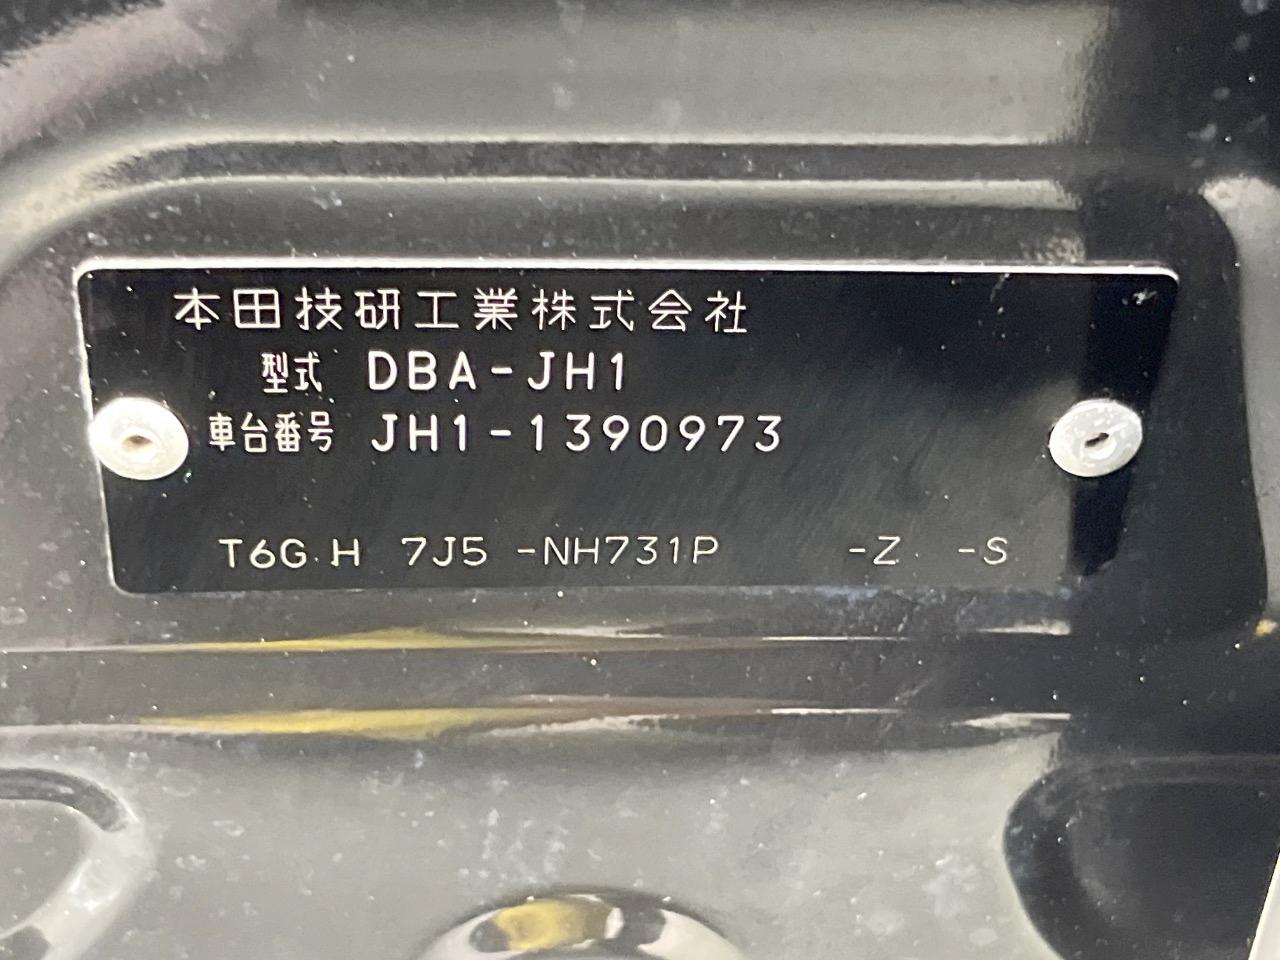 本田技研工業株式会社
型式 DBA-JH1
車台番号 JH1-1390973
T6G H 7J5 -NH731P -Z -S